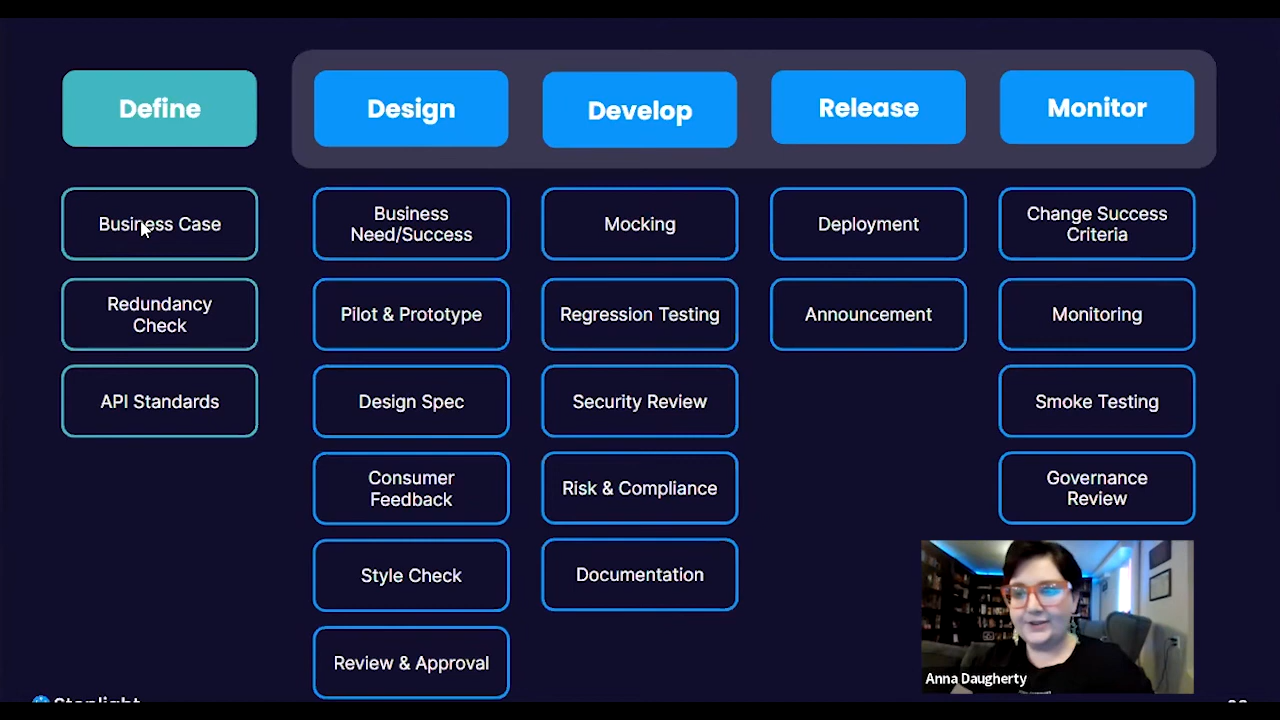 Define
Design
Develop
Release
Monitor
Business Case
Redundancy
Check
API Standards
Business
Need/Success
Pilot & Prototype
Design Spec
Consumer
Feedback
Style Check
Review & Approval
Mocking
Regression Testing
Security Review
Risk & Compliance
Documentation
Deployment
Announcement
Change Success
Criteria
Monitoring
Smoke Testing
Governance
Review
Anna Daugherty
Stoplight